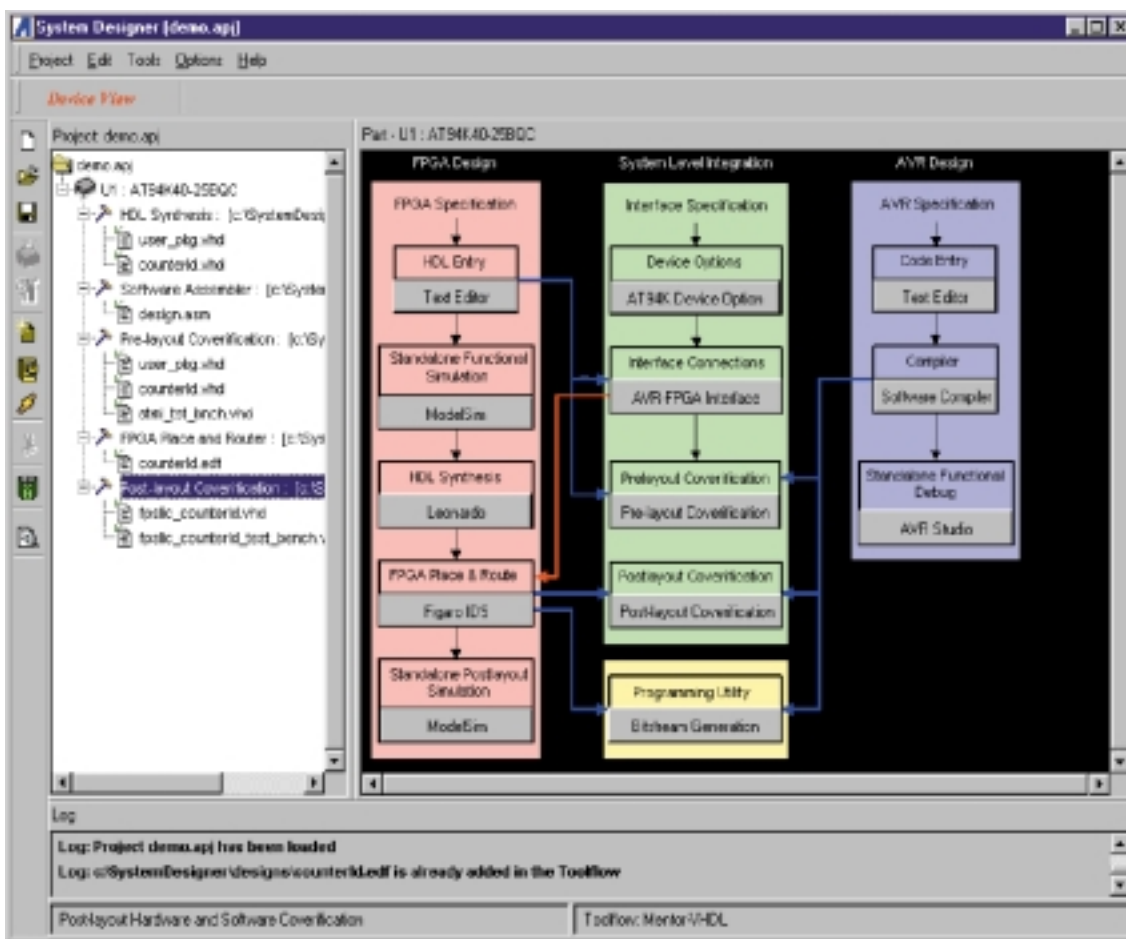 System Designer [demo.apj]
Project Edit Tools Options Help
Device View
Project: demo.apj
demo.apj
U1 : AT94K40-25BQC
HDL Synthesis : [c:\SystemDesig
user_pkg.vhd
counterld.vhd
Software Assembler : [c:\System
design.asm
Pre-layout Coverification : [c:\Sy
user_pkg.vhd
counterld.vhd
FPGA Place and Router : [c:\Sys
counterld.edf
Post-layout Coverification : [c:\S
fpslic_counterld.vhd
fpslic_counterld_test_bench.v
Part - U1 : AT94K40-25BQC
FPGA Design
FPGA Specification
HDL Entry
Text Editor
Standalone Functional
Simulation
ModelSim
HDL Synthesis
Leonardo
FPGA Place & Route
Figaro IDS
Standalone Postlayout
Simulation
ModelSim
System Level Integration
Interface Specification
Device Options
AT94K Device Option
Interface Connections
AVR FPGA Interface
Prelayout Coverification
Pre-layout Coverification
Postlayout Coverification
Post-layout Coverification
Programming Utility
Bitstream Generation
AVR Design
AVR Specification
Code Entry
Text Editor
Compiler
Software Compiler
Standalone Functional
Debug
AVR Studio
Log
Log: Project demo.apj has been loaded
Log: c:\SystemDesigner\designs\counterld.edf is already added in the Toolflow
Post-layout Hardware and Software Coverification
Toolflow: Mentor-VHDL